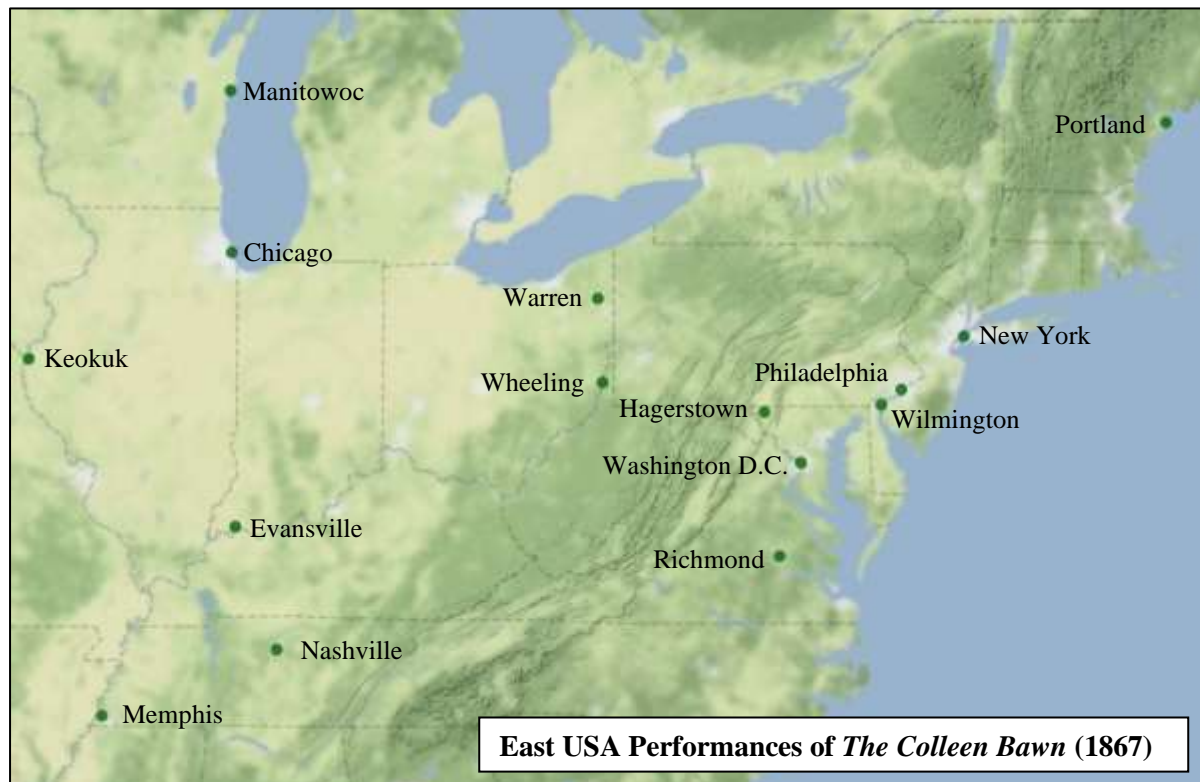 Manitowoc
Portland
Chicago
Warren
New York
Keokuk
Wheeling
Philadelphia
Hagerstown
Wilmington
Washington D.C.
Evansville
Richmond
Nashville
Memphis
East USA Performances of The Colleen Bawn (1867)